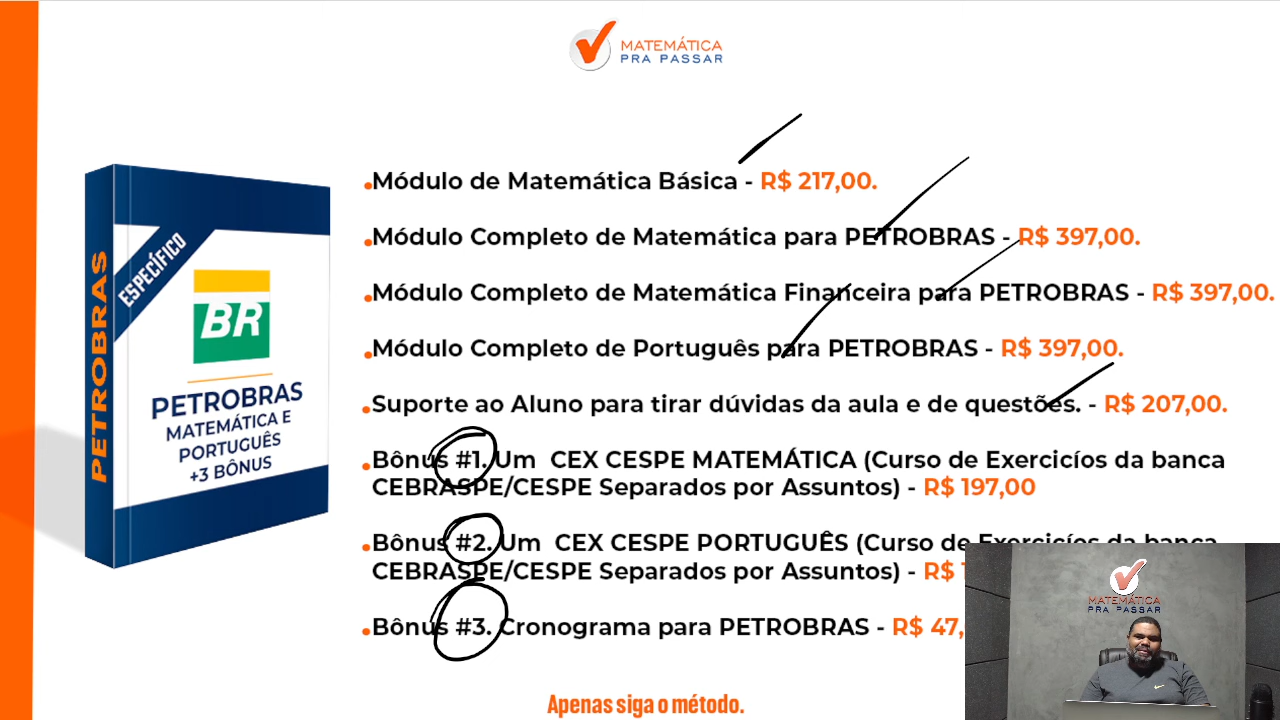 MATEMÁTICA
PRA PASSAR
PETROBRAS
ESPECÍFICO
BR
PETROBRAS
MATEMÁTICA E
PORTUGUÊS
+3 BÔNUS
•Módulo de Matemática Básica - R$ 217,00.
•Módulo Completo de Matemática para PETROBRAS - R$ 397,00.
•Módulo Completo de Matemática Financeira para PETROBRAS - R$ 397,00.
•Módulo Completo de Português para PETROBRAS - R$ 397,00.
•Suporte ao Aluno para tirar dúvidas da aula e de questões. - R$ 207,00.
•Bônus #1. Um CEX CESPE MATEMÁTICA (Curso de Exercicíos da banca
CEBRASPE/CESPE Separados por Assuntos) - R$ 197,00
•Bônus #2. Um CEX CESPE PORTUGUÊS (Curso de Exercicíos da banca
CEBRASPE/CESPE Separados por Assuntos) - R$
•Bônus #3. Cronograma para PETROBRAS - R$ 47,
MATEMÁTICA
PRA PASSAR
Apenas siga o método.